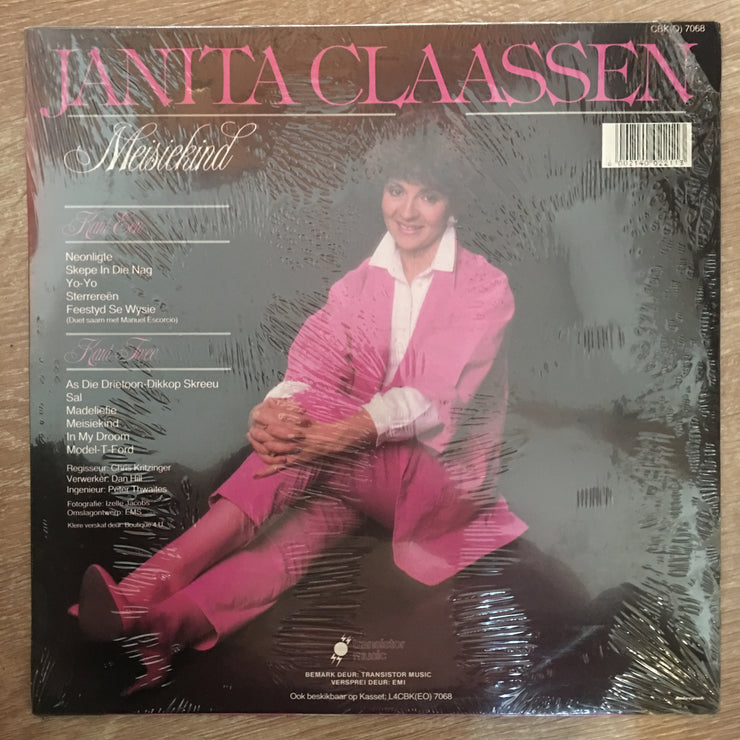 CBK(O) 7068
JANITA CLAASSEN
Meisiekind
Kant Een
Neonligte
Skepe In Die Nag
Yo-Yo
Sterrereën
Feestyd Se Wysie
(Duet saam met Manuel Escorcio)
Kant Twee
As Die Drietoon-Dikkop Skreeu
Sal
Madeliefie
Meisiekind
In My Droom
Model-T-Ford
Regisseur: Chris Kritzinger
Verwerker: Dan Hill
Ingenieur: Peter Thwaites
Fotografie: Izelle Jacobs
Omslagontwerp: EMS
Klere verskaf deur: Boutique 4 U
transistor
music
BEMARK DEUR: TRANSISTOR MUSIC
VERSPREI DEUR: EMI
Ook beskikbaar op Kasset; L4CBK(EO) 7068